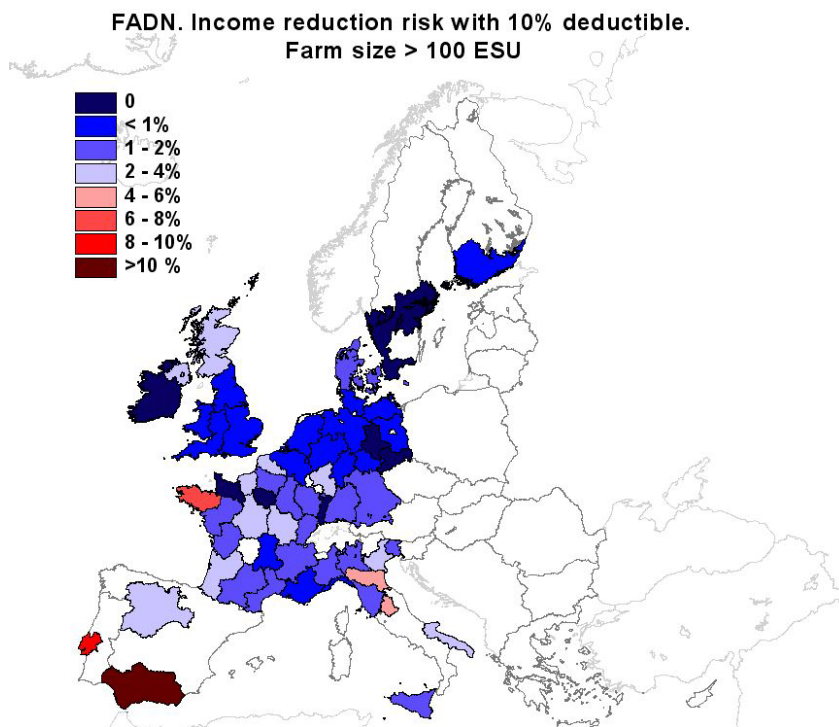 FADN. Income reduction risk with 10% deductible.
Farm size > 100 ESU
0
< 1%
1 - 2%
2 - 4%
4 - 6%
6 - 8%
8 - 10%
>10 %